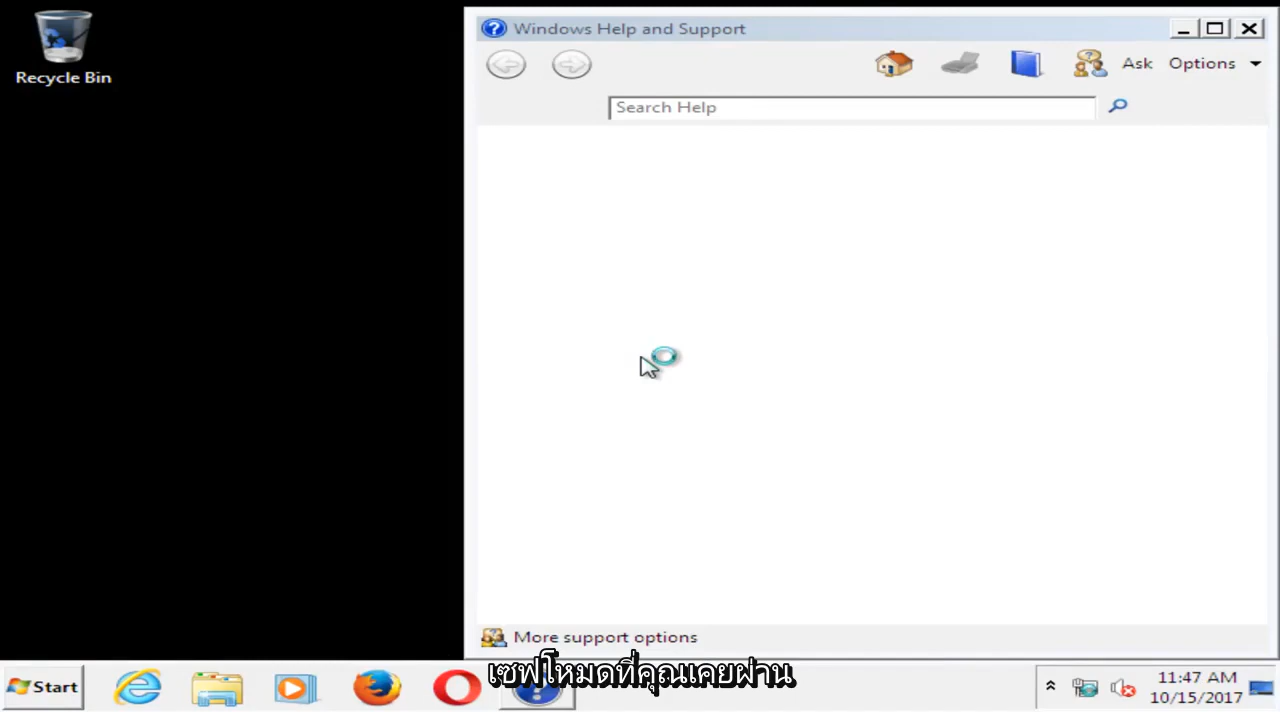 Recycle Bin
Windows Help and Support
Ask Options
Search Help
More support options
เซฟโหมดที่คุณเคยผ่าน
Start
11:47 AM
10/15/2017